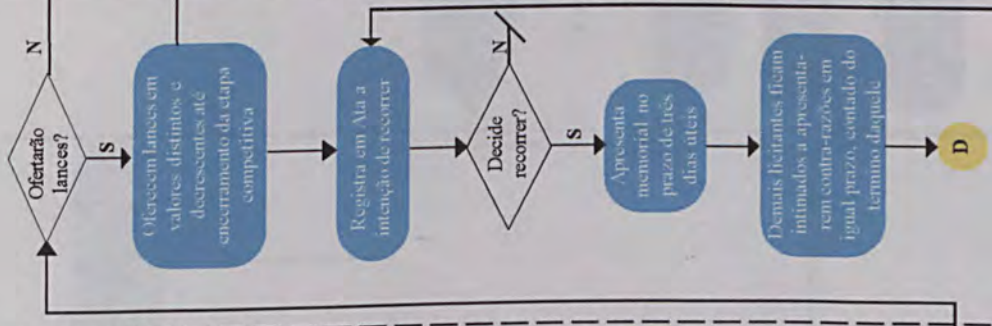 Ofertarão
lances?
N
S
Oferecem lances em
valores distintos e
decrescentes até
encerramento da etapa
competitiva
Registra em Ata a
intenção de recorrer
Decide
recorrer?
N
S
Apresenta
memorial no
prazo de três
dias úteis
Demais licitantes ficam
intimados a apresenta-
rem contra-razões em
igual prazo, contado do
termino daquele
D